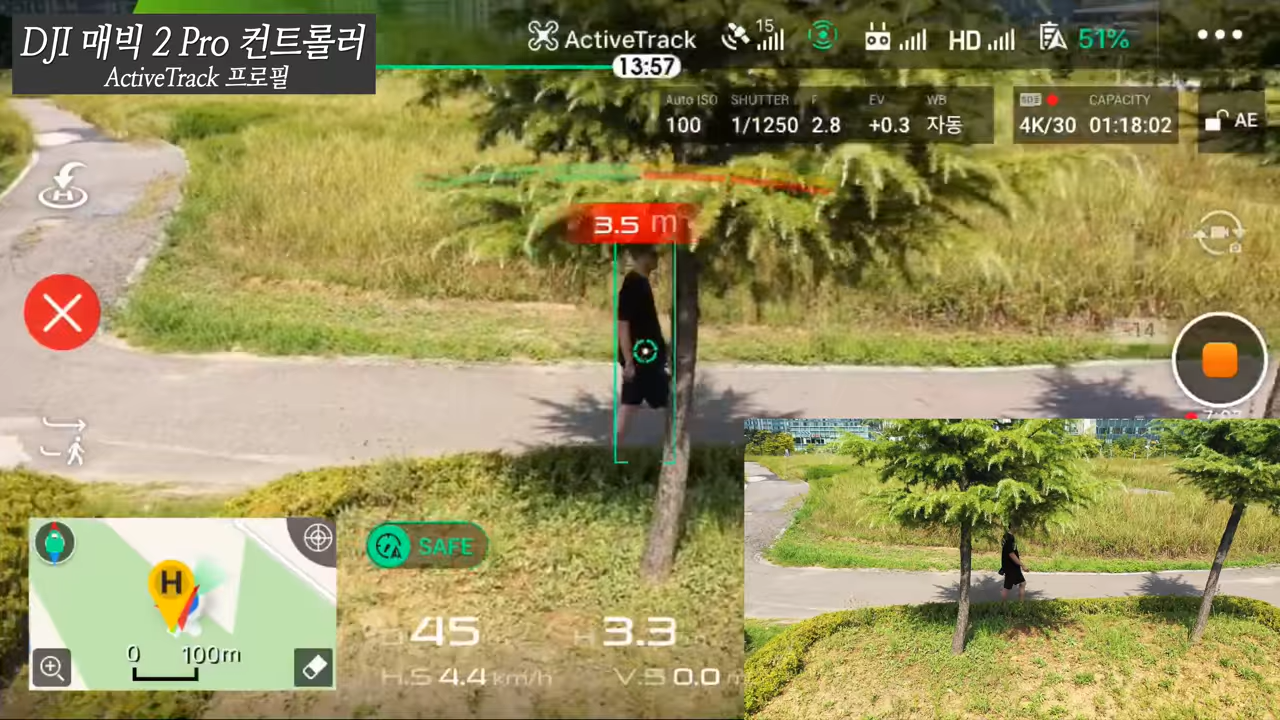 DJI 매빅 2 Pro 컨트롤러
ActiveTrack 프로필
ActiveTrack
15
HD
51%
13:57
Auto ISO
100
SHUTTER
1/1250
F
2.8
EV
+0.3
WB
자동
CAPACITY
4K/30 01:18:02
AE
3.5 m
-14
H
0 100m
SAFE
45
H 3.3
H.S 4.4 km/h
V.S 0.0